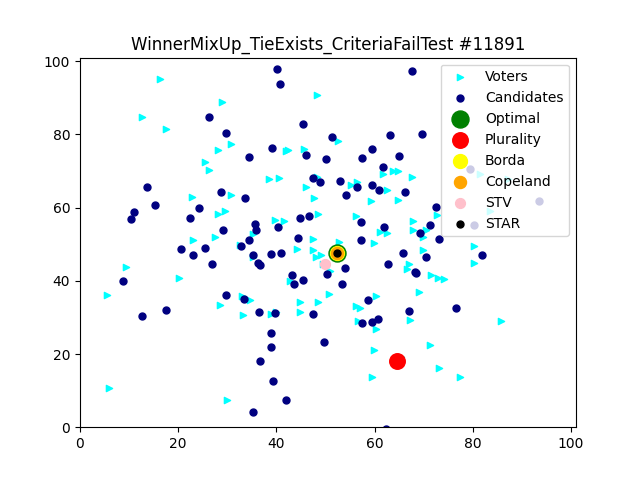 WinnerMixUp_TieExists_CriteriaFailTest #11891
Voters
Candidates
Optimal
Plurality
Borda
Copeland
STV
STAR
100
80
60
40
20
0
0
20
40
60
80
100